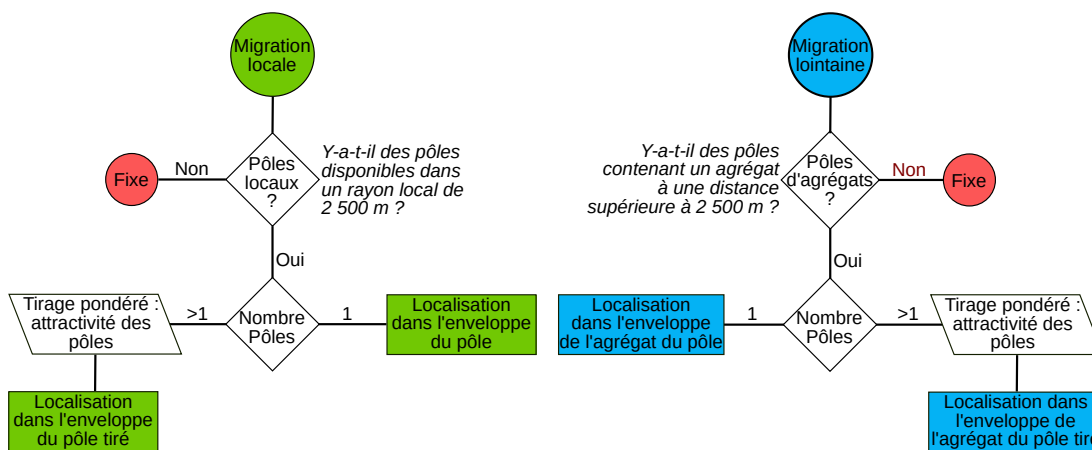 Migration
locale
Pôles
locaux
?
Y-a-t-il des pôles
disponibles dans
un rayon local de
2 500 m ?
Non
Fixe
Oui
Nombre
Pôles
>1
Tirage pondéré :
attractivité des
pôles
Localisation
dans l'enveloppe
du pôle tiré
1
Localisation
dans l'enveloppe
du pôle
Migration
lointaine
Y-a-t-il des pôles
contenant un agrégat
à une distance
supérieure à 2 500 m ?
Pôles
d'agrégats
?
Non
Fixe
Oui
Nombre
Pôles
1
Localisation
dans l'enveloppe
de l'agrégat du pôle
>1
Tirage pondéré :
attractivité des
pôles
Localisation dans
l'enveloppe de
l'agrégat du pôle tiré